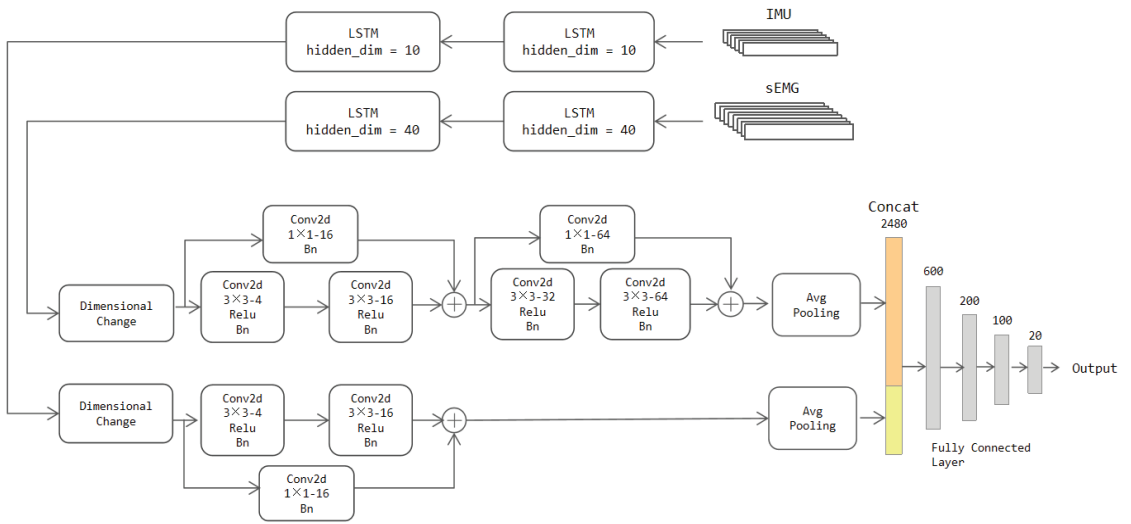 IMU
LSTM
hidden_dim = 10
LSTM
hidden_dim = 10
sEMG
LSTM
hidden_dim = 40
LSTM
hidden_dim = 40
Concat
2480
Conv2d
1×1-16
Bn
Conv2d
1×1-64
Bn
Dimensional
Change
Conv2d
3×3-4
Relu
Bn
Conv2d
3×3-16
Relu
Bn
Conv2d
3×3-32
Relu
Bn
Conv2d
3×3-64
Relu
Bn
Avg
Pooling
600
200
100
20
Output
Dimensional
Change
Conv2d
3×3-4
Relu
Bn
Conv2d
3×3-16
Relu
Bn
Avg
Pooling
Fully Connected
Layer
Conv2d
1×1-16
Bn